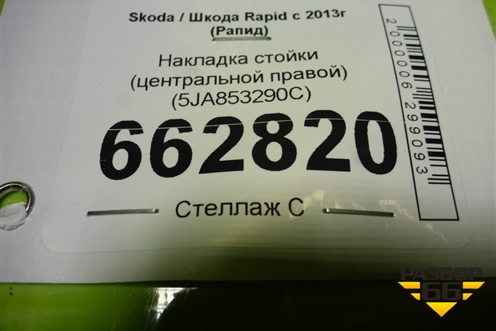 Skoda / Шкода Rapid с 2013г
(Рапид)
Накладка стойки
(центральной правой)
(5JA853290C)
662820
Стеллаж С
2000006299093
РАЗБОР
66